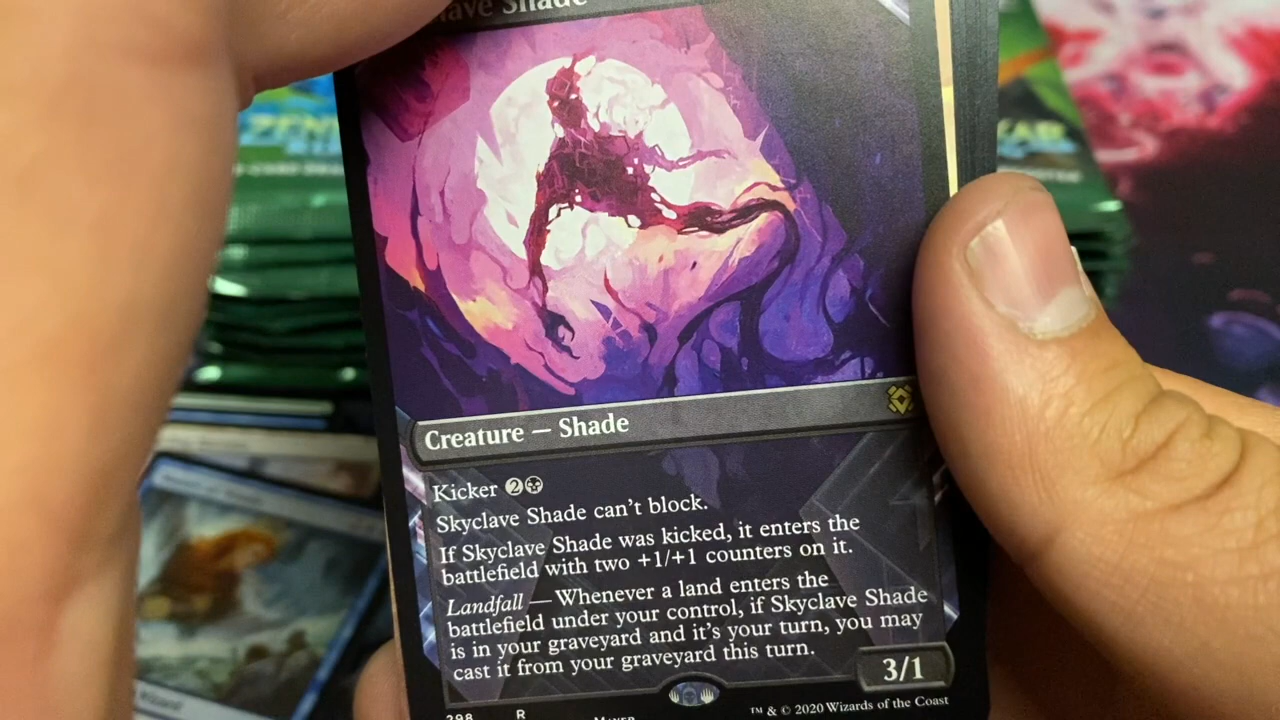 lave Shade
Creature — Shade
Kicker 2
Skyclave Shade can't block.
If Skyclave Shade was kicked, it enters the
battlefield with two +1/+1 counters on it.
Landfall — Whenever a land enters the
battlefield under your control, if Skyclave Shade
is in your graveyard and it's your turn, you may
cast it from your graveyard this turn.
3/1
298 R
™ & © 2020 Wizards of the Coast